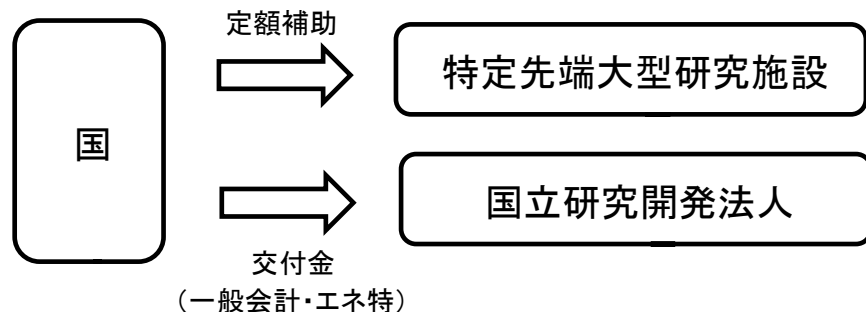 国
定額補助
特定先端大型研究施設
国立研究開発法人
交付金
（一般会計・エネ特）